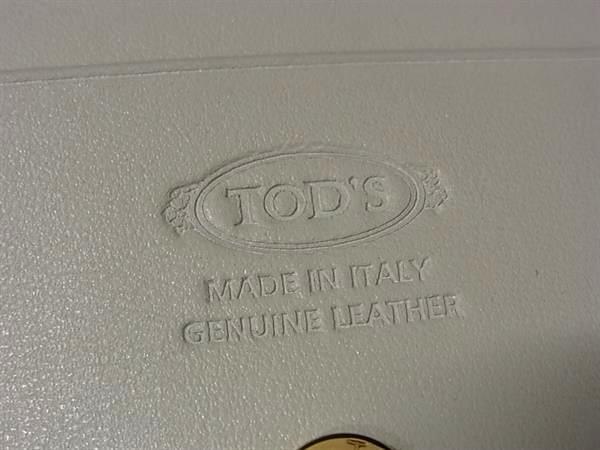 TOD'S
MADE IN ITALY
GENUINE LEATHER